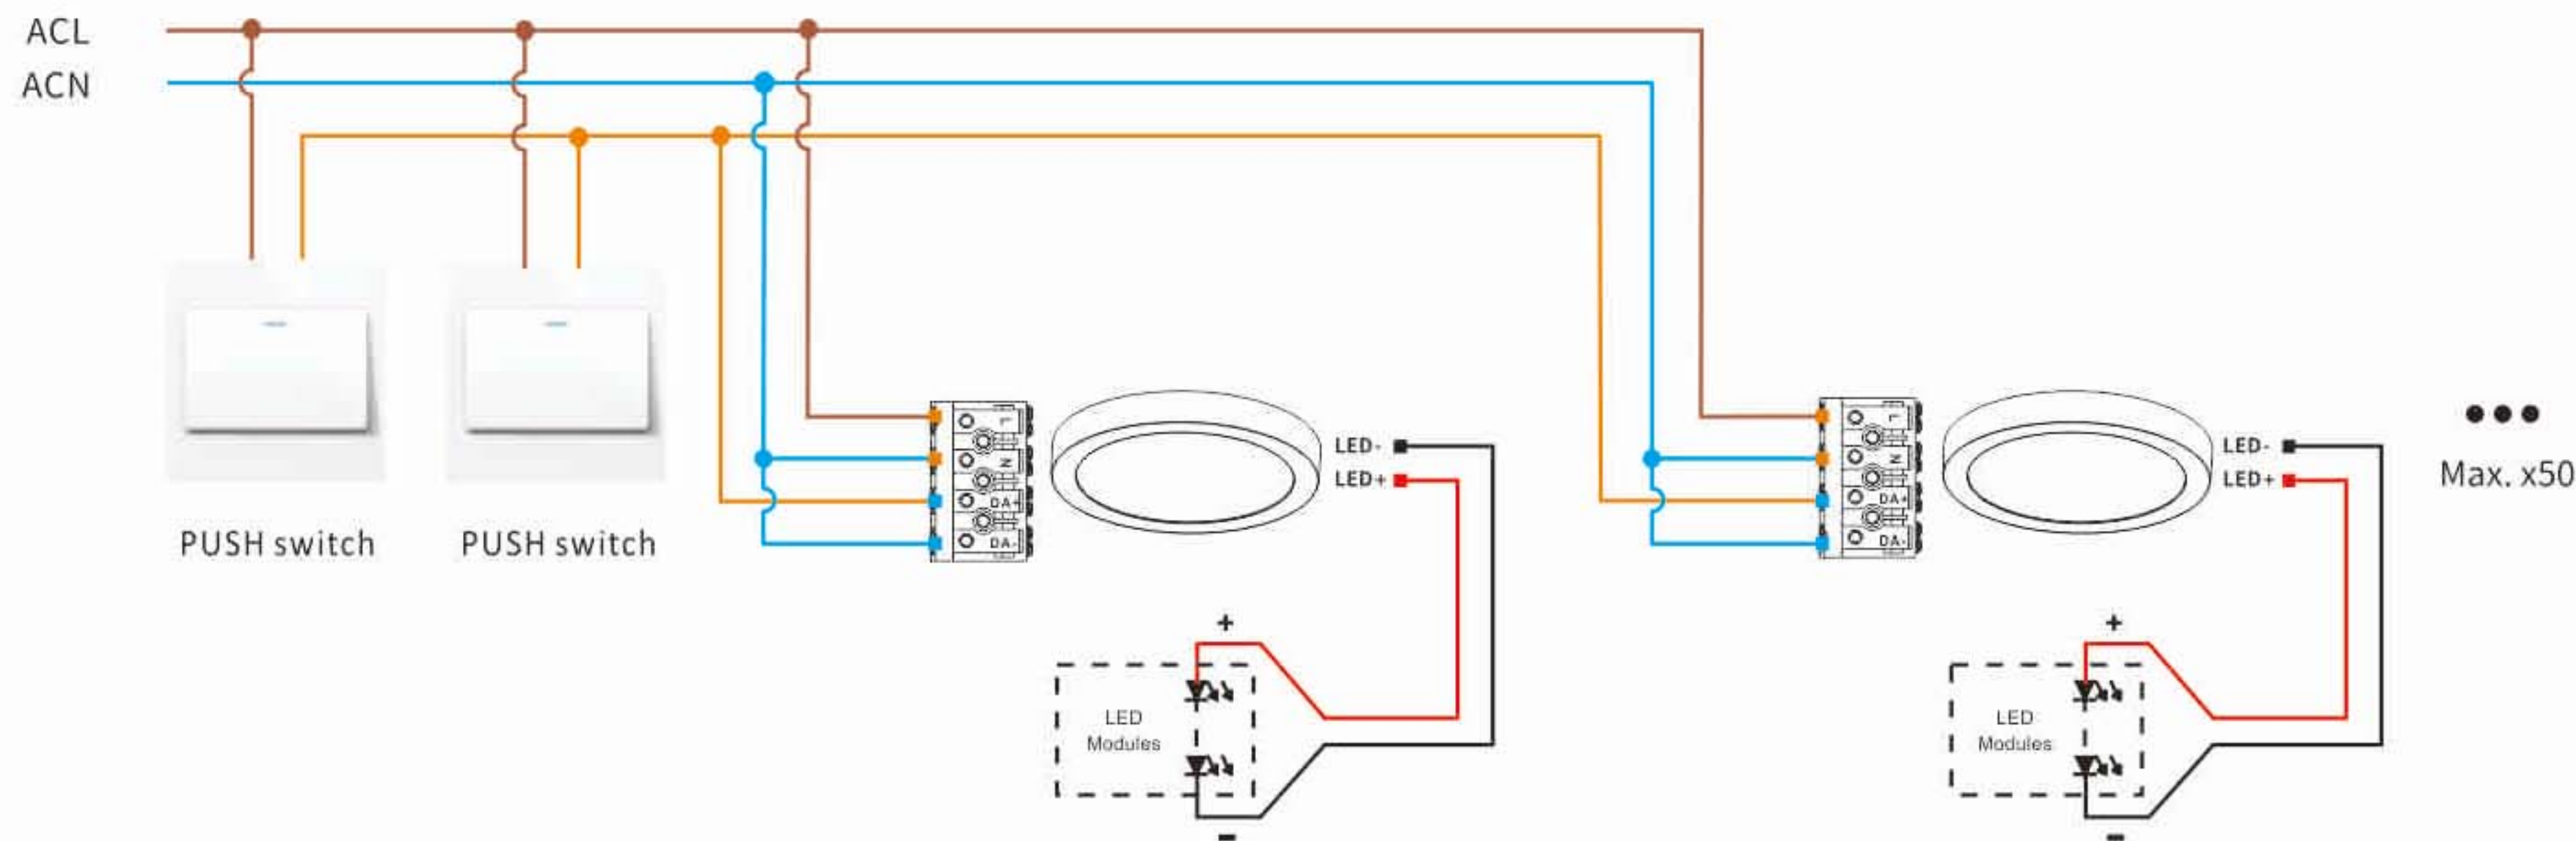 ACL
ACN
PUSH switch
PUSH switch
L
N
DA+
DA-
LED-
LED+
+
LED
Modules
-
L
N
DA+
DA-
LED-
LED+
+
LED
Modules
-
Max. x50